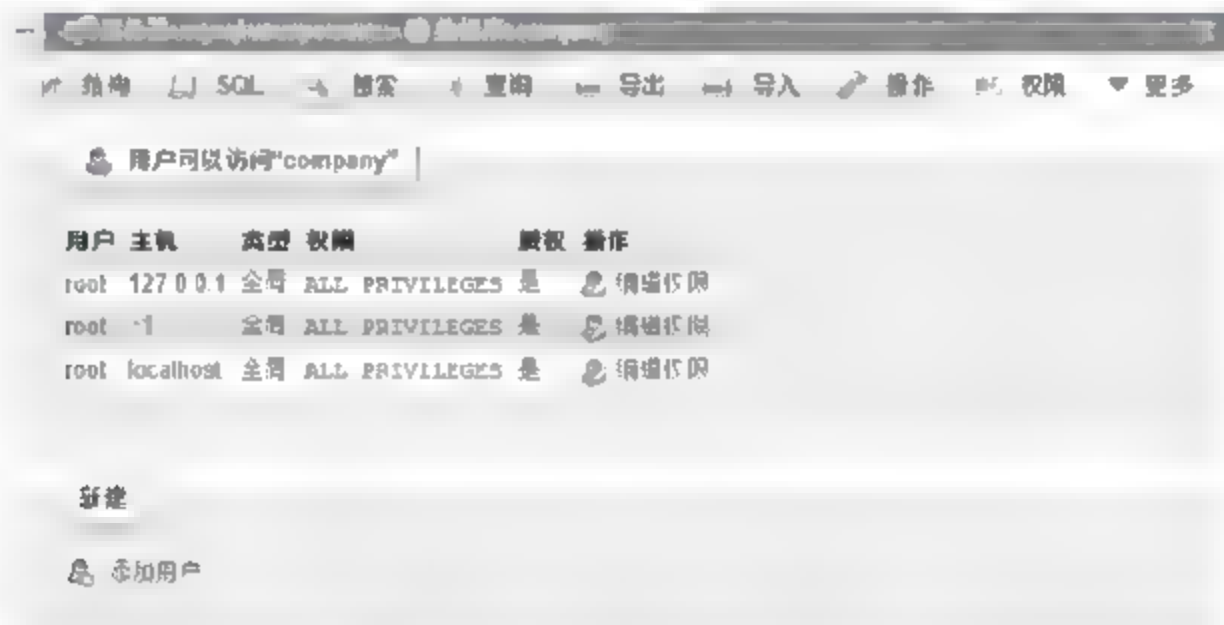 结构 SQL 搜索 查询 导出 导入 操作 权限 更多
用户可以访问"company"
用户 主机 类型 权限 授权 操作
root 127.0.0.1 全局 ALL PRIVILEGES 是 编辑权限
root ::1 全局 ALL PRIVILEGES 是 编辑权限
root localhost 全局 ALL PRIVILEGES 是 编辑权限
新建
添加用户